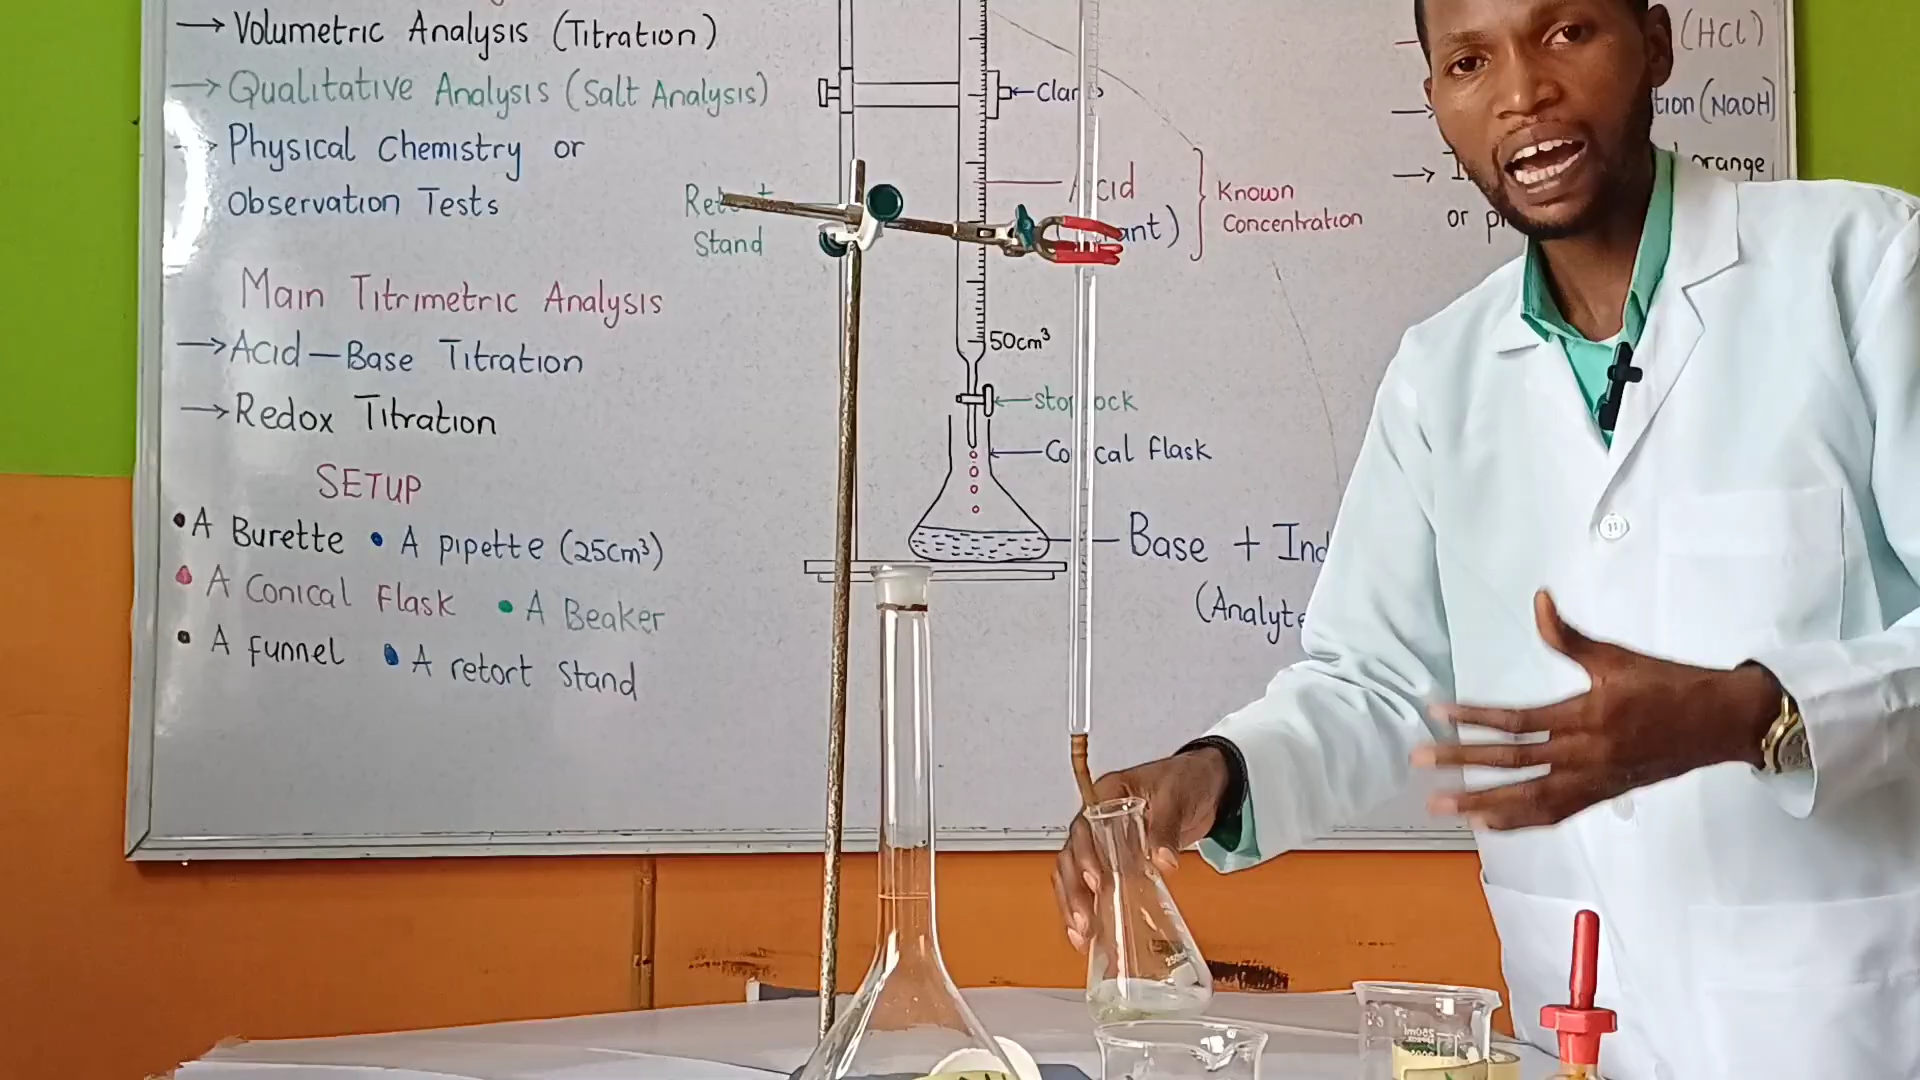 → Volumetric Analysis (Titration)
→ Qualitative Analysis (Salt Analysis)
→ Physical Chemistry or
Observation Tests
Main Titrimetric Analysis
→ Acid — Base Titration
→ Redox Titration
SETUP
• A Burette • A pipette (25cm³)
• A Conical Flask • A Beaker
• A funnel • A retort stand
Stand
50cm³
Known
Concentration
flask
Base +
(HCl)
(NaOH)
or